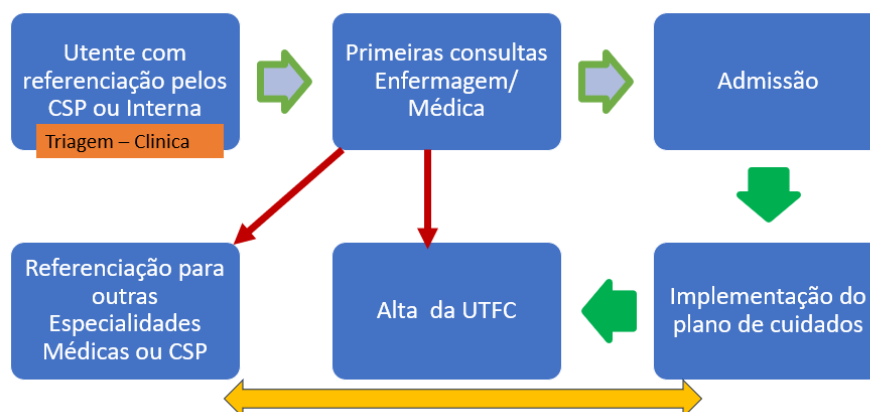 Utente com
referenciação pelos
CSP ou Interna
Triagem – Clinica
Primeiras consultas
Enfermagem/
Médica
Admissão
Referenciação para
outras
Especialidades
Médicas ou CSP
Alta da UTFC
Implementação do
plano de cuidados